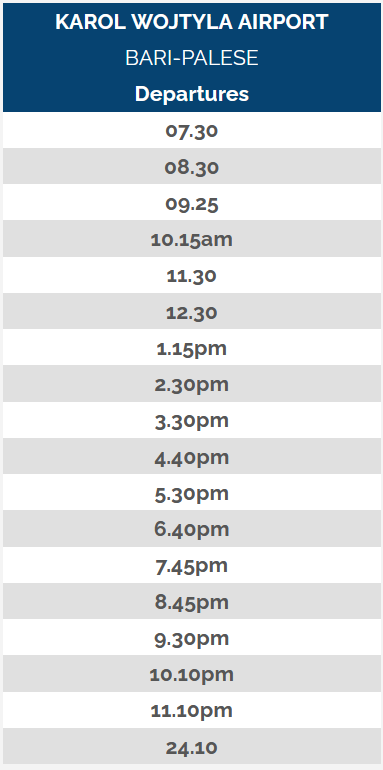 KAROL WOJTYLA AIRPORT
BARI-PALESE
Departures
07.30
08.30
09.25
10.15am
11.30
12.30
1.15pm
2.30pm
3.30pm
4.40pm
5.30pm
6.40pm
7.45pm
8.45pm
9.30pm
10.10pm
11.10pm
24.10